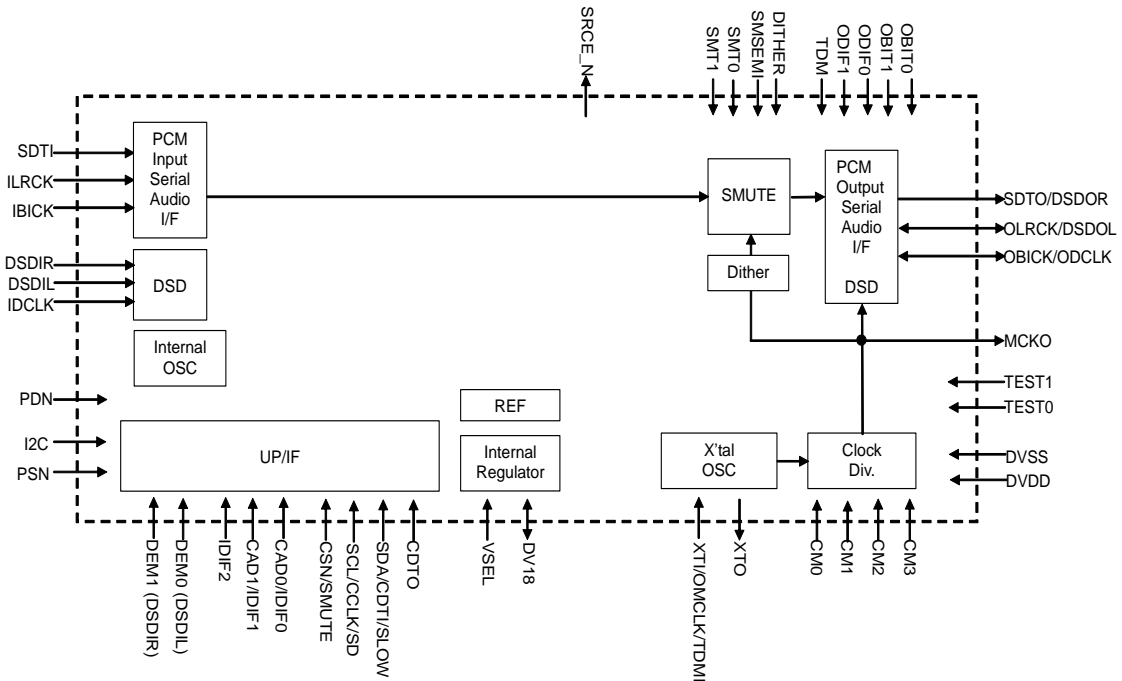 SRCE_N
SMT1
SMT0
SMSEMI
DITHER
TDM
ODIF1
ODIF0
OBIT1
OBIT0
SDTI
ILRCK
IBICK
PCM
Input
Serial
Audio
I/F
SMUTE
PCM
Output
Serial
Audio
I/F
DSD
SDTO/DSDOR
OLRCK/DSDOL
OBICK/ODCLK
DSDIR
DSDIL
IDCLK
DSD
Dither
Internal
OSC
MCKO
TEST1
TEST0
PDN
I2C
PSN
REF
UP/IF
Internal
Regulator
X'tal
OSC
Clock
Div.
DVSS
DVDD
DEM1 (DSDIR)
DEM0 (DSDIL)
IDIF2
CAD1/IDIF1
CAD0/IDIF0
CSN/SMUTE
SCL/CCLK/SD
SDA/CDTI/SLOW
CDTO
VSEL
DV18
XTI/OMCLK/TDMI
XTO
CM0
CM1
CM2
CM3